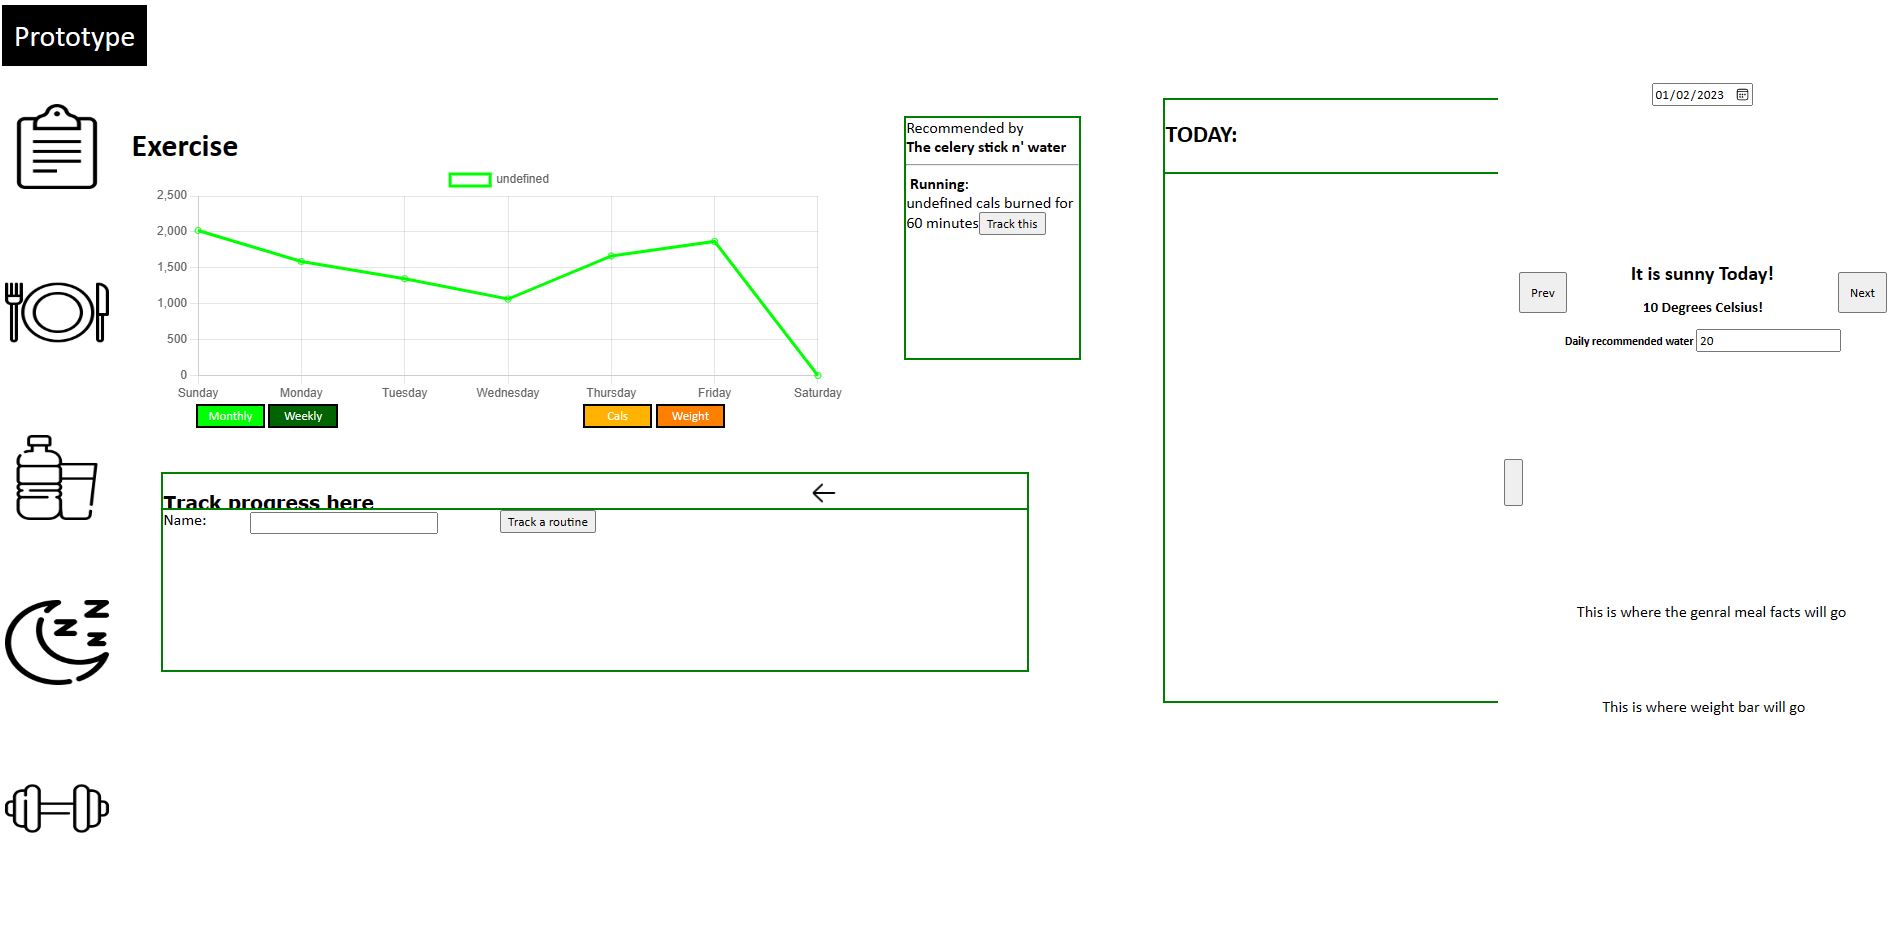 Prototype
Exercise
undefined
2,500
2,000
1,500
1,000
500
0
Sunday Monday Tuesday Wednesday Thursday Friday Saturday
Monthly Weekly Cals Weight
Recommended by
The celery stick n' water
Running:
undefined cals burned for
60 minutes Track this
Track progress here
Name: Track a routine
TODAY:
01/02/2023
It is sunny Today!
Prev Next
10 Degrees Celsius!
Daily recommended water 20
This is where the genral meal facts will go
This is where weight bar will go
Z Z
Z Z